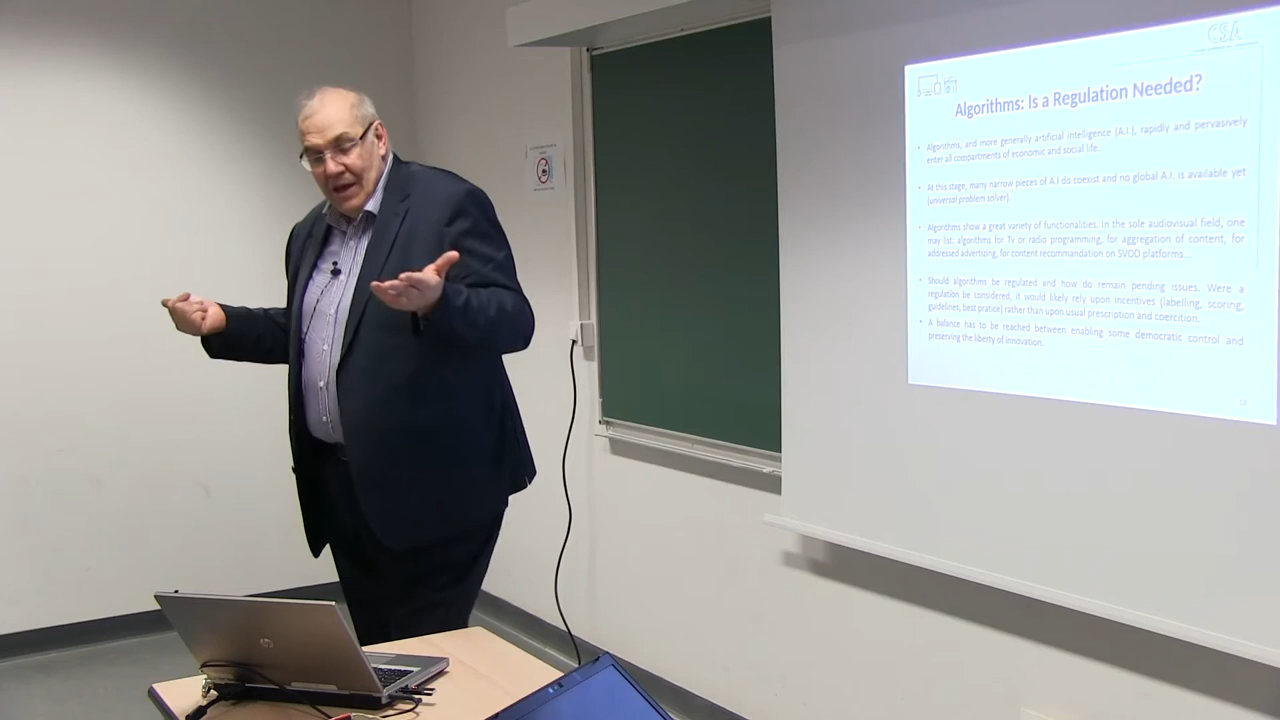 CSA
Algorithms: Is a Regulation Needed?
• Algorithms, and more generally artificial intelligence (A.I.), rapidly and pervasively
enter all compartments of economic and social life.
• At this stage, many narrow pieces of A.I do coexist and no global A.I. is available yet
(universal problem solver).
• Algorithms show a great variety of functionalities. In the sole audiovisual field, one
may list; algorithms for Tv or radio programming, for aggregation of content, for
addressed advertizing, for content recommandation on SVOD platforms...
• Should algorithms be regulated and how do remain pending issues. Were a
regulation be considered, it would likely rely upon incentives (labelling, scoring,
guidelines, best pratice) rather than upon usual prescription and coercition.
• A balance has to be reached between enabling some democratic control and
preserving the liberty of innovation.
hp